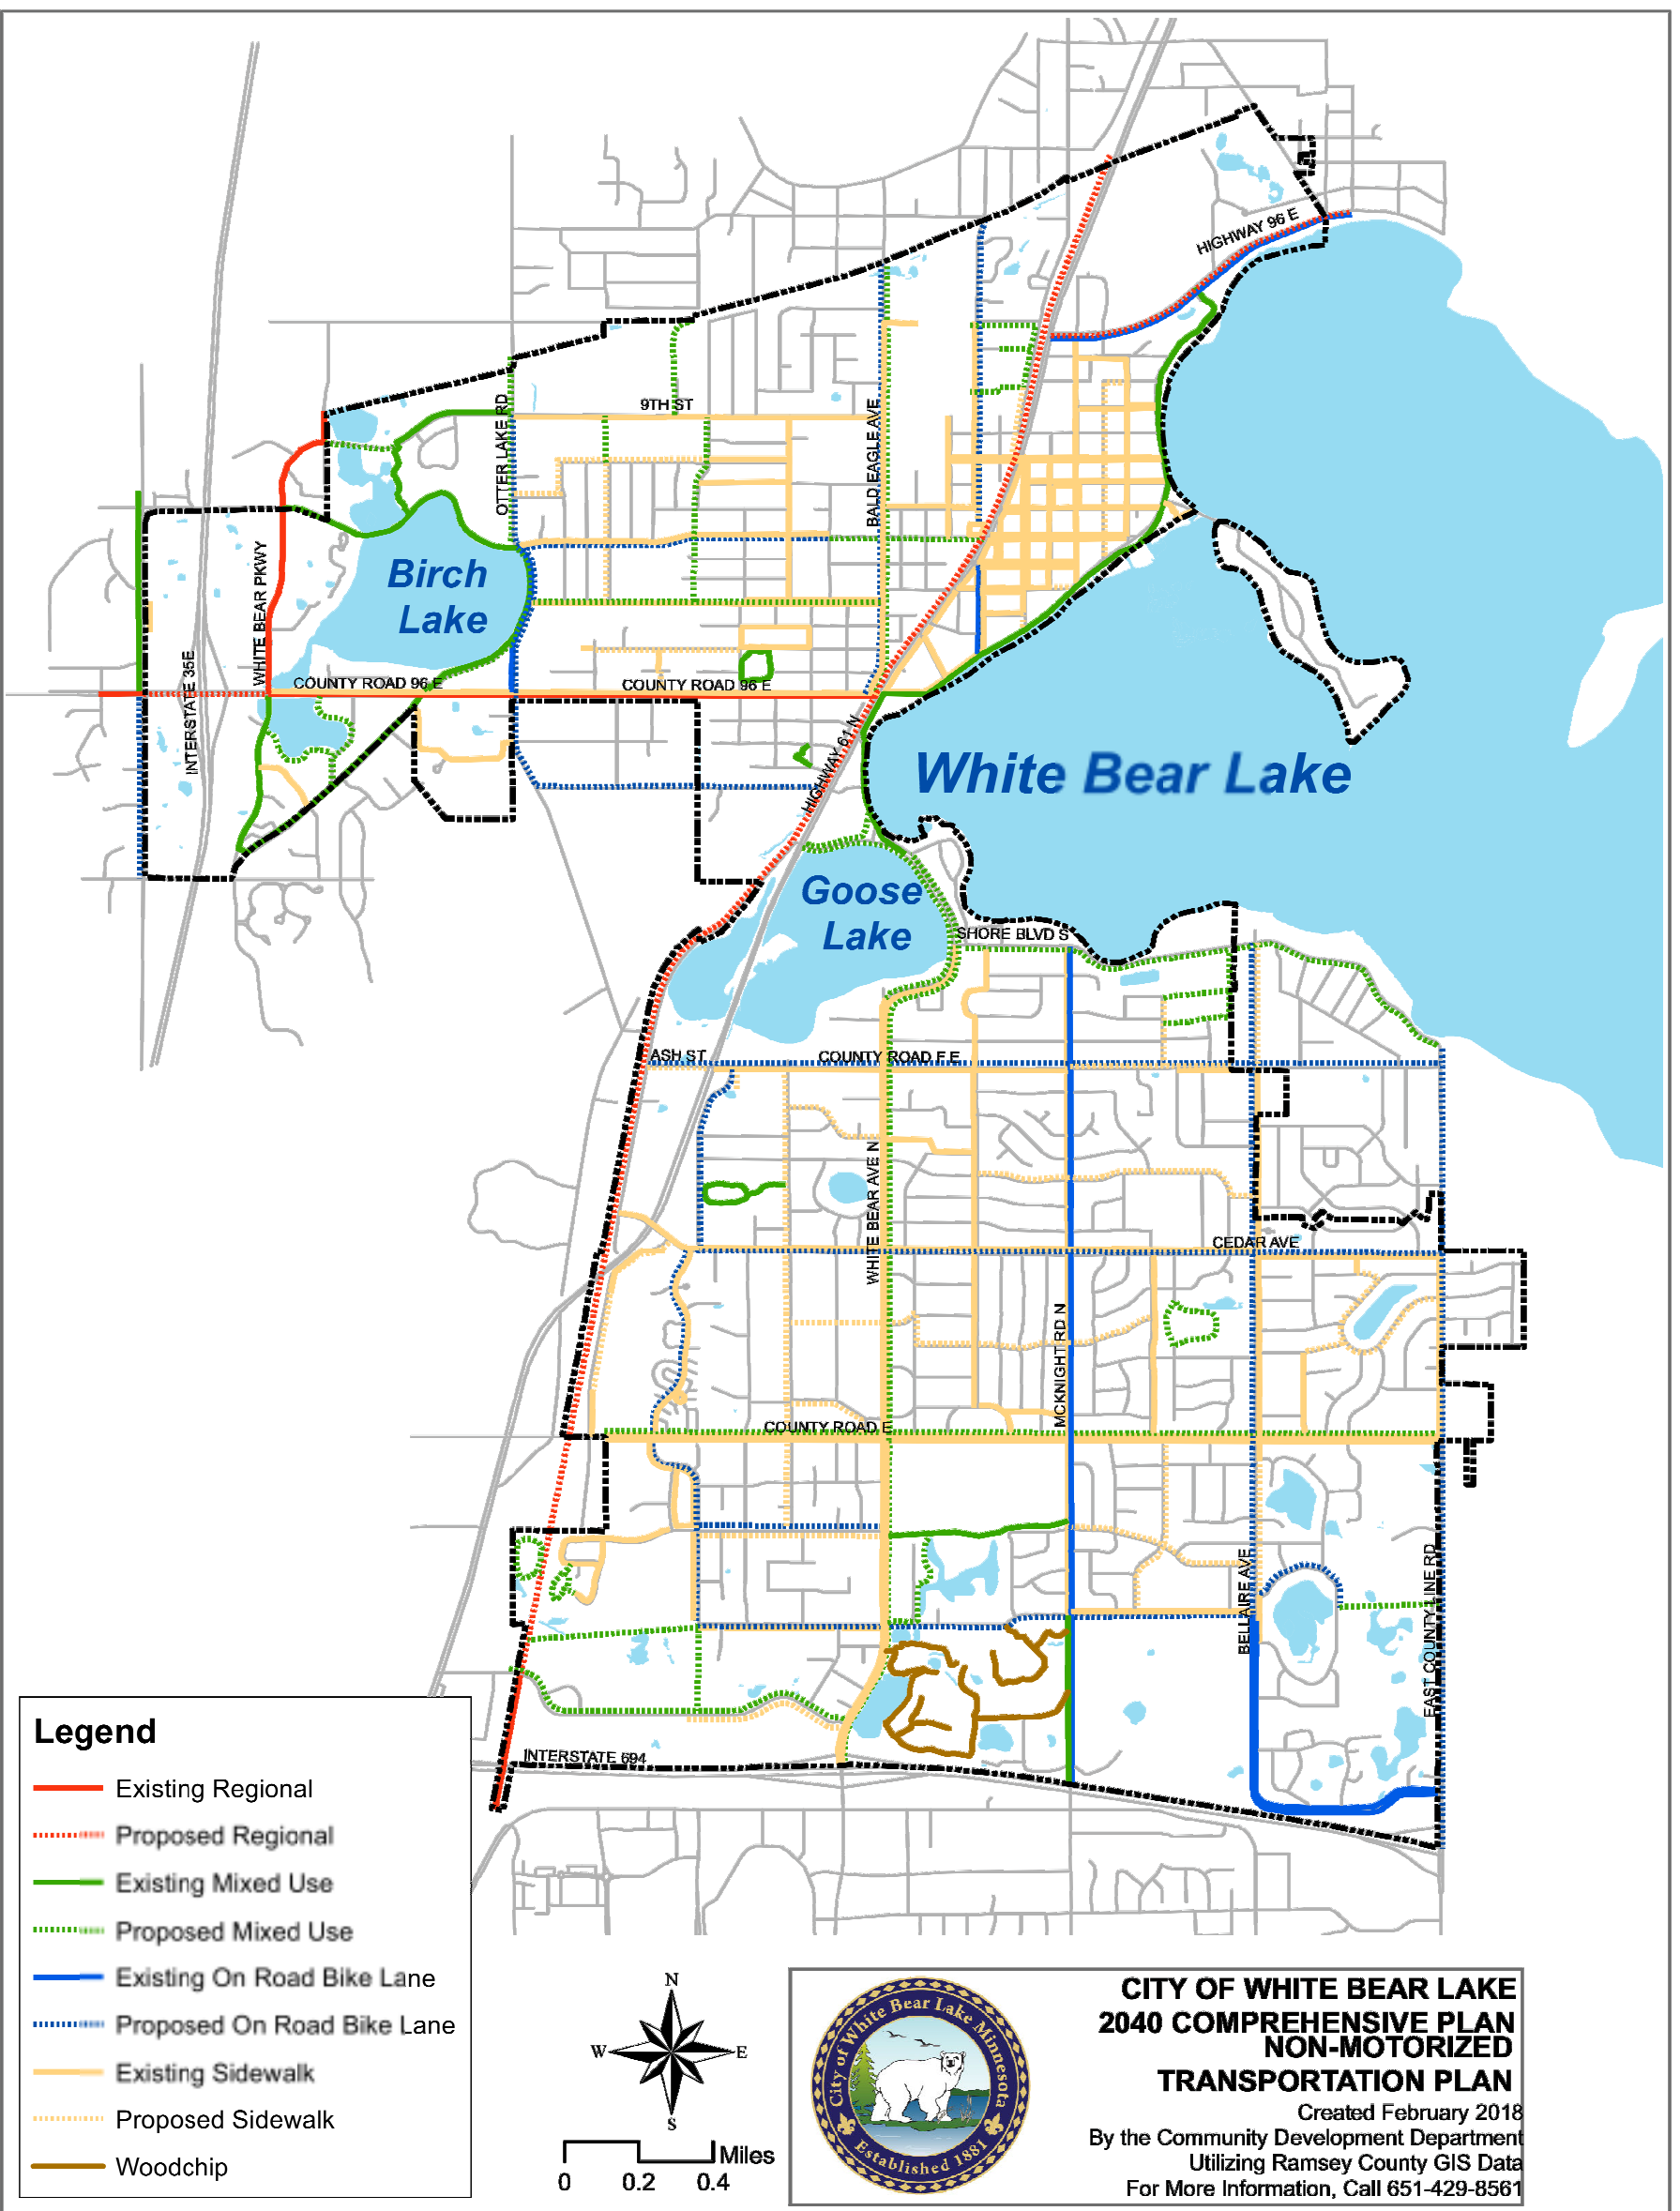 HIGHWAY 96 E
9TH ST
OTTER LAKE RD
BALD EAGLE AVE
Birch
Lake
WHITE BEAR PKWY
INTERSTATE 35E
COUNTY ROAD 96 E
COUNTY ROAD 96 E
HIGHWAY 61 N
White Bear Lake
Goose
Lake
SHORE BLVD S
ASH ST
COUNTY ROAD F E
WHITE BEAR AVE N
CEDAR AVE
MCKNIGHT RD N
COUNTY ROAD E
BELLAIRE AVE
EAST COUNTY LINE RD
INTERSTATE 694
Legend
Existing Regional
Proposed Regional
Existing Mixed Use
Proposed Mixed Use
Existing On Road Bike Lane
Proposed On Road Bike Lane
Existing Sidewalk
Proposed Sidewalk
Woodchip
N
W
E
S
Miles
0 0.2 0.4
City of White Bear Lake Minnesota
Established 1881
CITY OF WHITE BEAR LAKE
2040 COMPREHENSIVE PLAN
NON-MOTORIZED
TRANSPORTATION PLAN
Created February 2018
By the Community Development Department
Utilizing Ramsey County GIS Data
For More Information, Call 651-429-8561